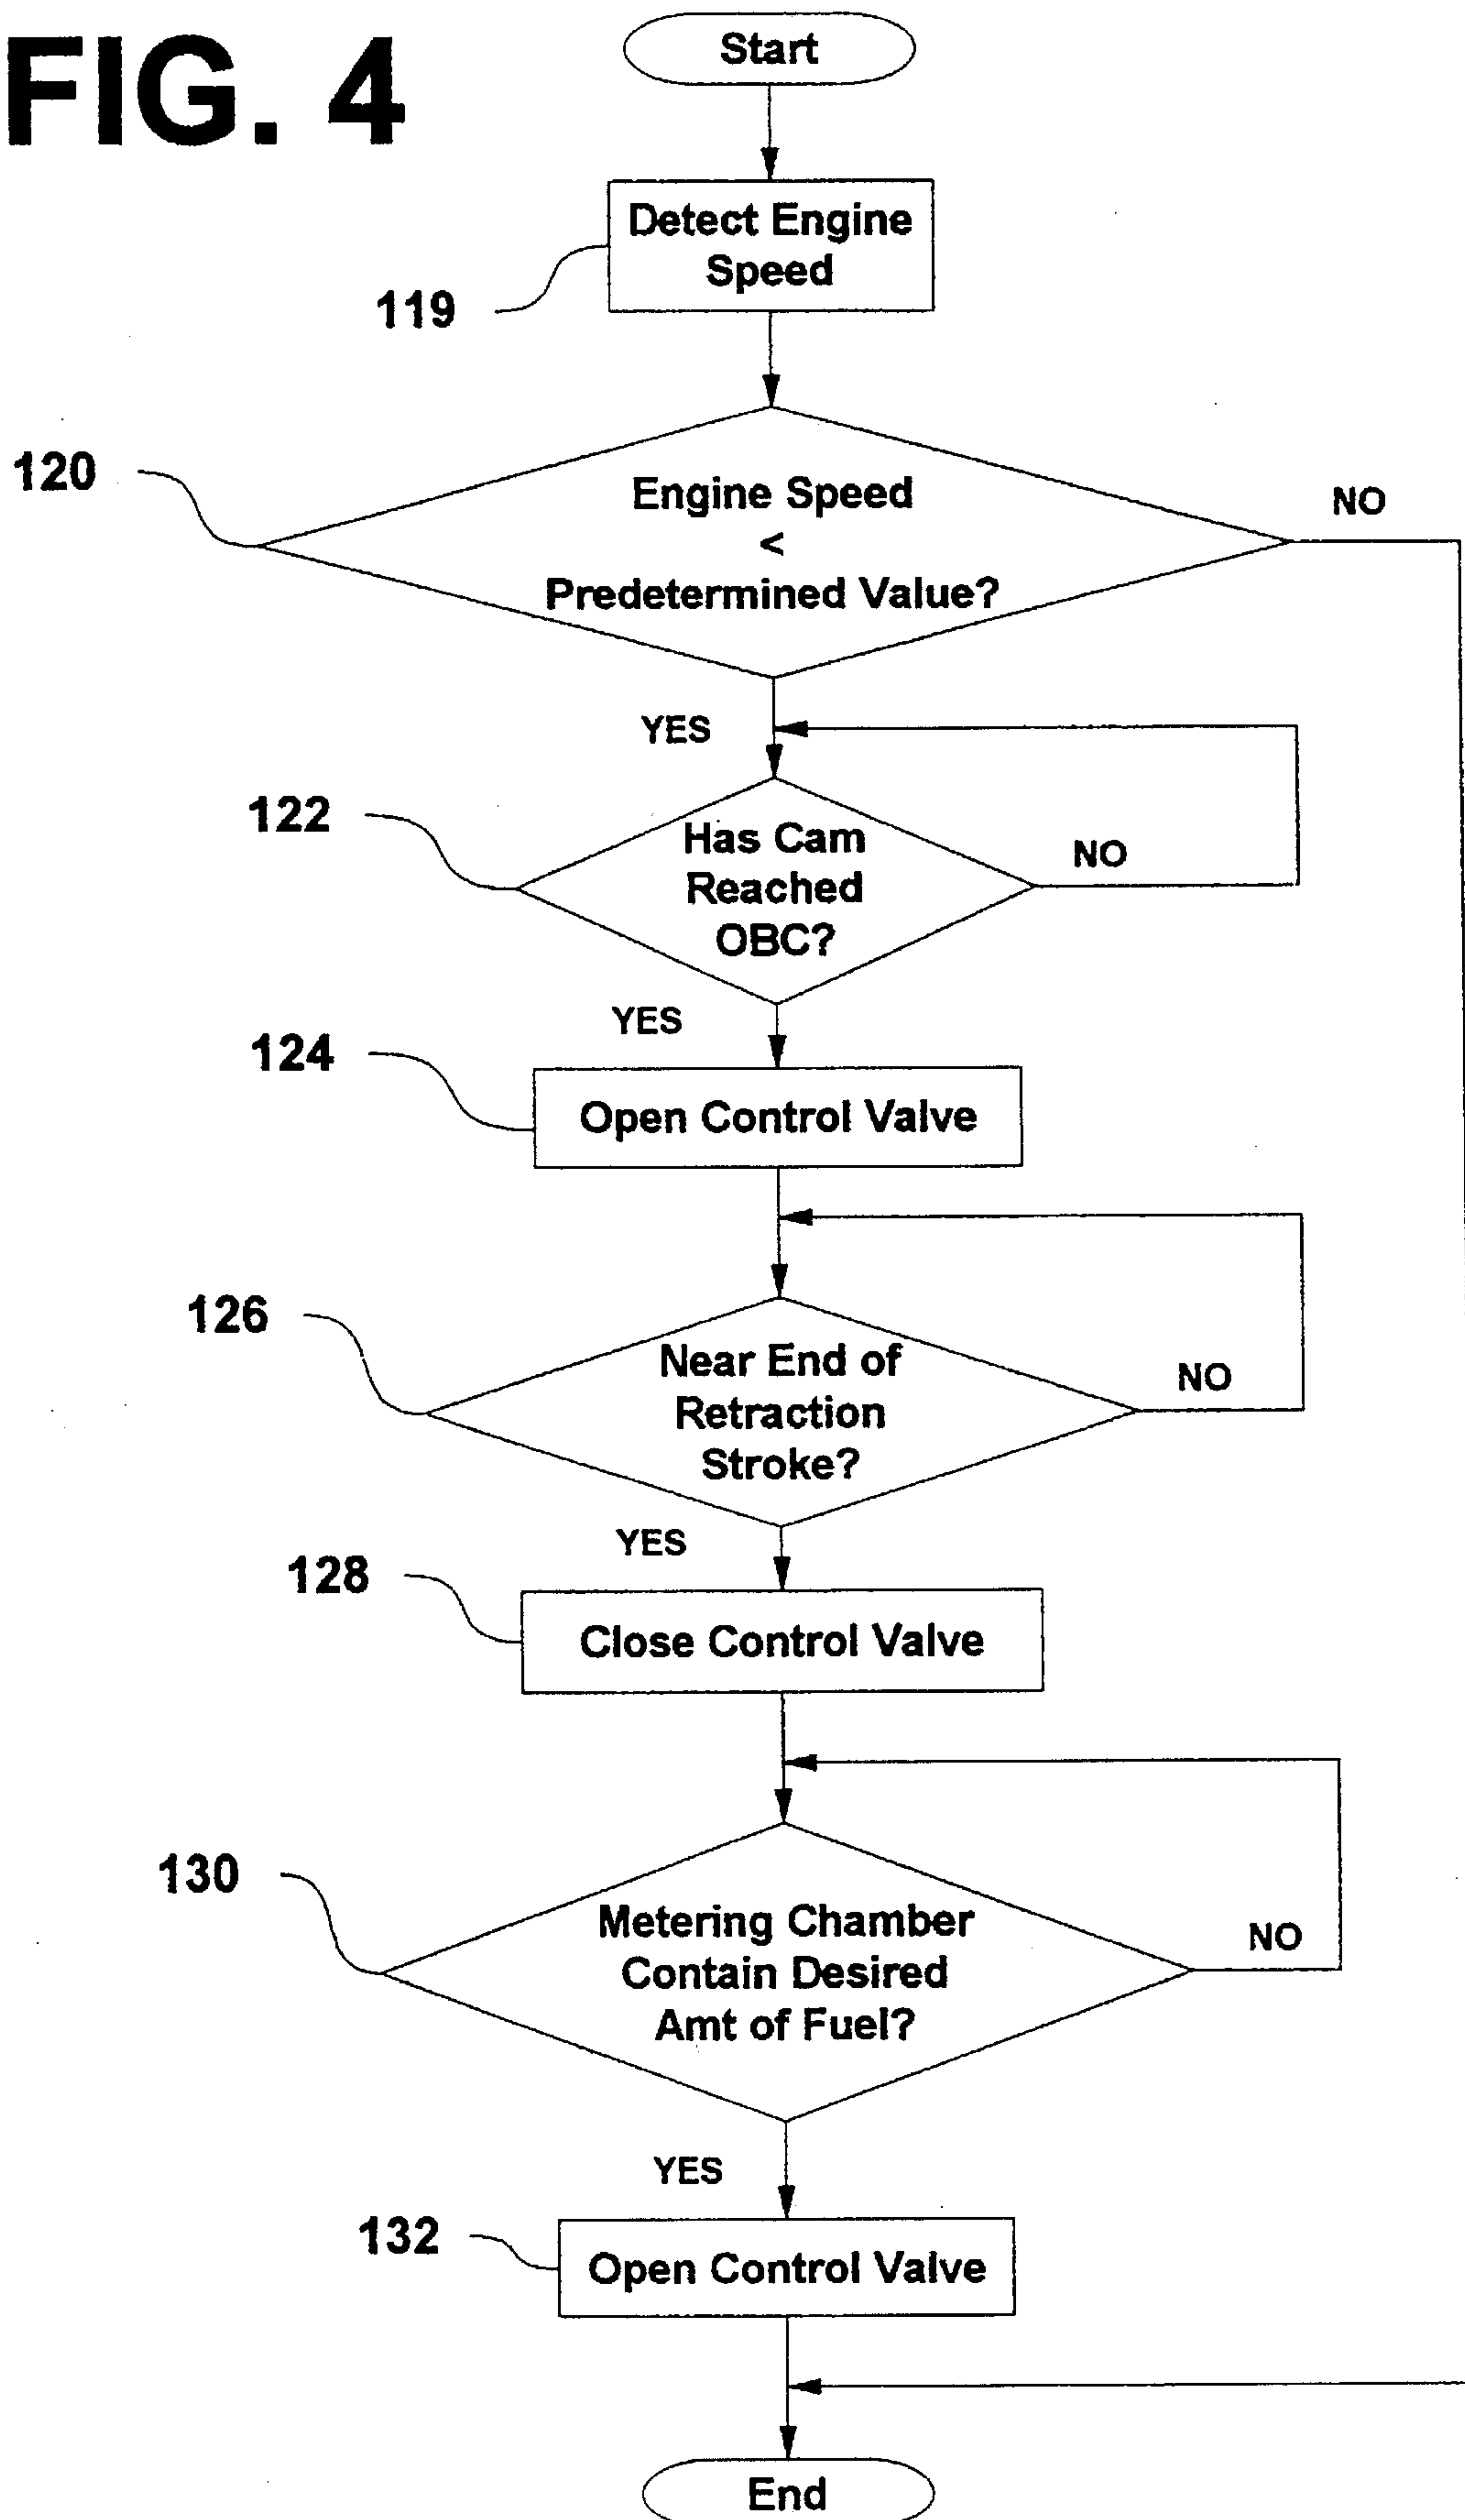 FIG. 4
Start
Detect Engine
Speed
119
120
Engine Speed
<
Predetermined Value?
NO
YES
122
Has Cam
Reached
OBC?
NO
YES
124
Open Control Valve
126
Near End of
Retraction
Stroke?
NO
YES
128
Close Control Valve
130
Metering Chamber
Contain Desired
Amt of Fuel?
NO
YES
132
Open Control Valve
End